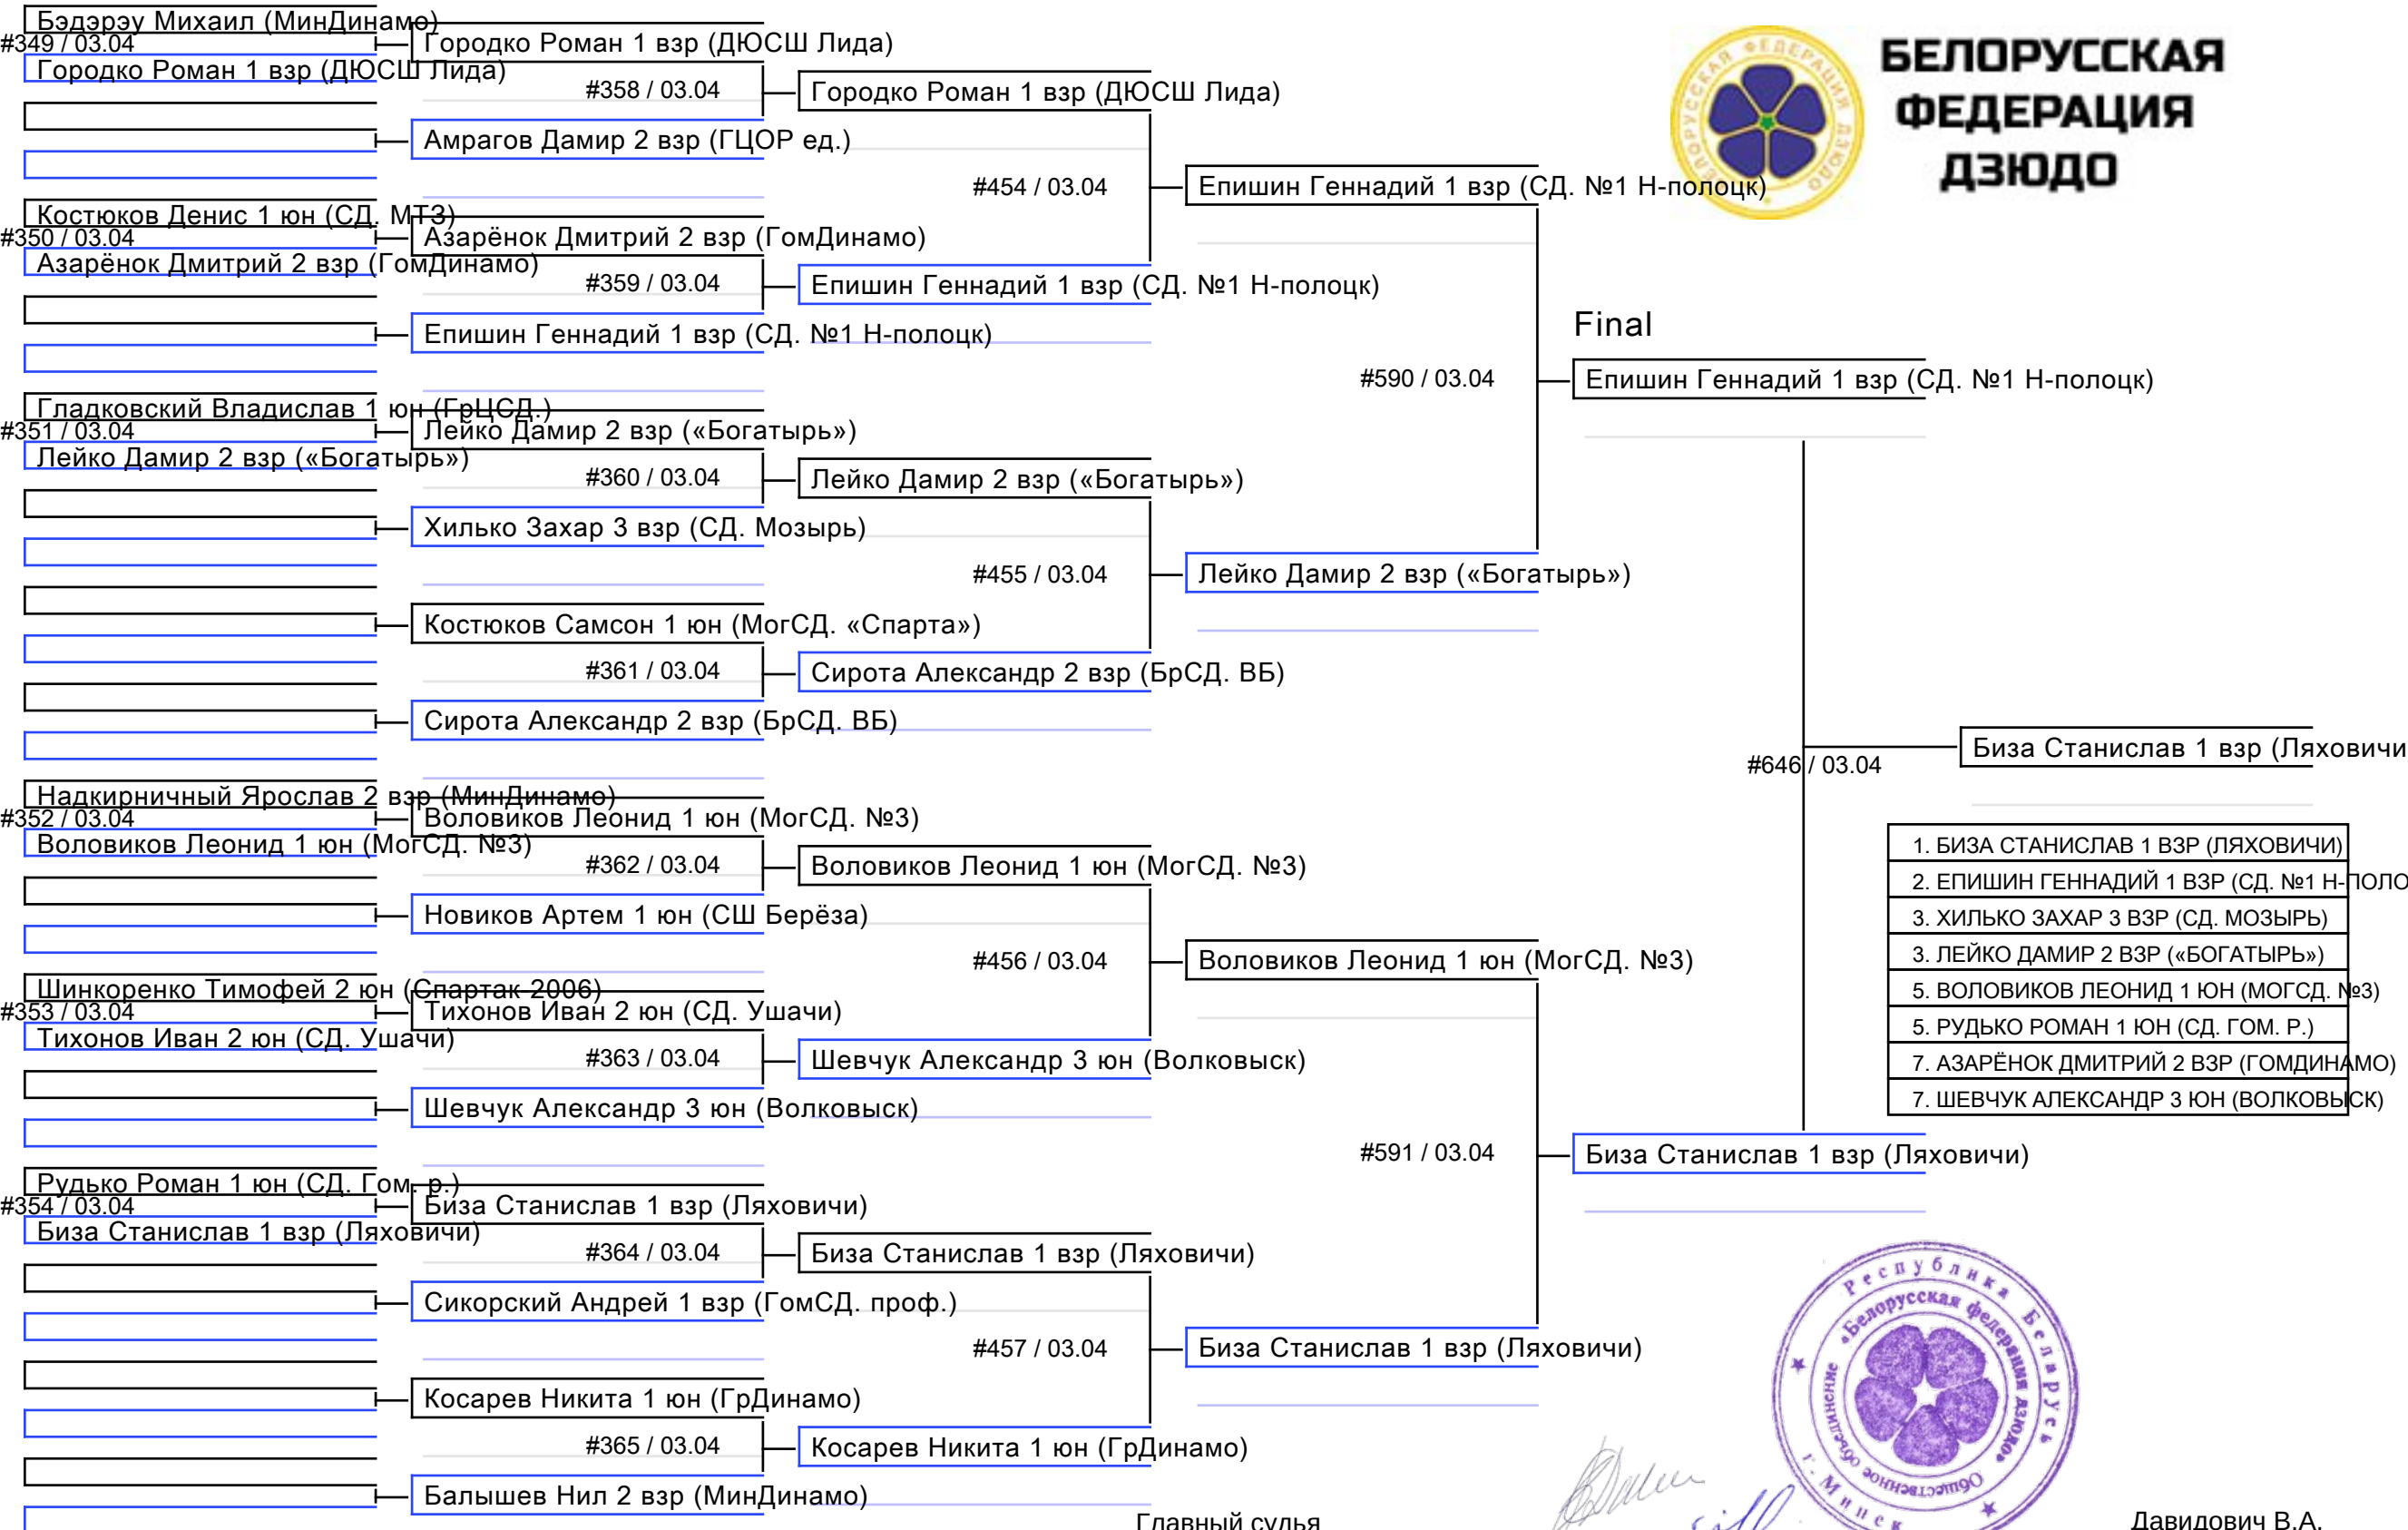 БЕЛОРУССКАЯ
ФЕДЕРАЦИЯ
ДЗЮДО
БЕЛОРУССКАЯ ФЕДЕРАЦИЯ ДЗЮДО
Бэдэрэу Михаил (МинДинамо)
#349 / 03.04
Городко Роман 1 взр (ДЮСШ Лида)
Костюков Денис 1 юн (СД. МТЗ)
#350 / 03.04
Азарёнок Дмитрий 2 взр (ГомДинамо)
Гладковский Владислав 1 юн (ГрЦСД.)
#351 / 03.04
Лейко Дамир 2 взр («Богатырь»)
Надкирничный Ярослав 2 взр (МинДинамо)
#352 / 03.04
Воловиков Леонид 1 юн (МогСД. №3)
Шинкоренко Тимофей 2 юн (Спартак-2006)
#353 / 03.04
Тихонов Иван 2 юн (СД. Ушачи)
Рудько Роман 1 юн (СД. Гом. р.)
#354 / 03.04
Биза Станислав 1 взр (Ляховичи)
Городко Роман 1 взр (ДЮСШ Лида)
#358 / 03.04
Амрагов Дамир 2 взр (ГЦОР ед.)
Азарёнок Дмитрий 2 взр (ГомДинамо)
#359 / 03.04
Епишин Геннадий 1 взр (СД. №1 Н-полоцк)
Лейко Дамир 2 взр («Богатырь»)
#360 / 03.04
Хилько Захар 3 взр (СД. Мозырь)
Костюков Самсон 1 юн (МогСД. «Спарта»)
#361 / 03.04
Сирота Александр 2 взр (БрСД. ВБ)
Воловиков Леонид 1 юн (МогСД. №3)
#362 / 03.04
Новиков Артем 1 юн (СШ Берёза)
Тихонов Иван 2 юн (СД. Ушачи)
#363 / 03.04
Шевчук Александр 3 юн (Волковыск)
Биза Станислав 1 взр (Ляховичи)
#364 / 03.04
Сикорский Андрей 1 взр (ГомСД. проф.)
Косарев Никита 1 юн (ГрДинамо)
#365 / 03.04
Балышев Нил 2 взр (МинДинамо)
Городко Роман 1 взр (ДЮСШ Лида)
#454 / 03.04
Епишин Геннадий 1 взр (СД. №1 Н-полоцк)
Лейко Дамир 2 взр («Богатырь»)
#455 / 03.04
Сирота Александр 2 взр (БрСД. ВБ)
Воловиков Леонид 1 юн (МогСД. №3)
#456 / 03.04
Шевчук Александр 3 юн (Волковыск)
Биза Станислав 1 взр (Ляховичи)
#457 / 03.04
Косарев Никита 1 юн (ГрДинамо)
Епишин Геннадий 1 взр (СД. №1 Н-полоцк)
#590 / 03.04
Лейко Дамир 2 взр («Богатырь»)
Воловиков Леонид 1 юн (МогСД. №3)
#591 / 03.04
Биза Станислав 1 взр (Ляховичи)
Final
Епишин Геннадий 1 взр (СД. №1 Н-полоцк)
#646 / 03.04
Биза Станислав 1 взр (Ляховичи)
Биза Станислав 1 взр (Ляховичи
1. БИЗА СТАНИСЛАВ 1 ВЗР (ЛЯХОВИЧИ)
2. ЕПИШИН ГЕННАДИЙ 1 ВЗР (СД. №1 Н-ПОЛО
3. ХИЛЬКО ЗАХАР 3 ВЗР (СД. МОЗЫРЬ)
3. ЛЕЙКО ДАМИР 2 ВЗР («БОГАТЫРЬ»)
5. ВОЛОВИКОВ ЛЕОНИД 1 ЮН (МОГСД. №3)
5. РУДЬКО РОМАН 1 ЮН (СД. ГОМ. Р.)
7. АЗАРЁНОК ДМИТРИЙ 2 ВЗР (ГОМДИНАМО)
7. ШЕВЧУК АЛЕКСАНДР 3 ЮН (ВОЛКОВЫСК)
Республика Беларусь
г. Минск
Общественное объединение
«Белорусская федерация дзюдо»
Главный судья
Давидович В.А.